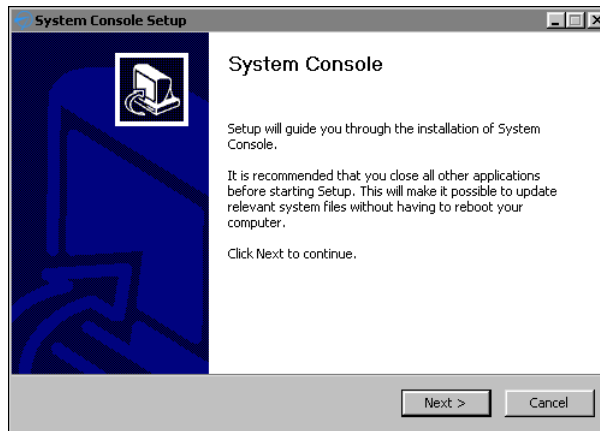 System Console Setup
System Console
Setup will guide you through the installation of System
Console.
It is recommended that you close all other applications
before starting Setup. This will make it possible to update
relevant system files without having to reboot your
computer.
Click Next to continue.
Next >
Cancel